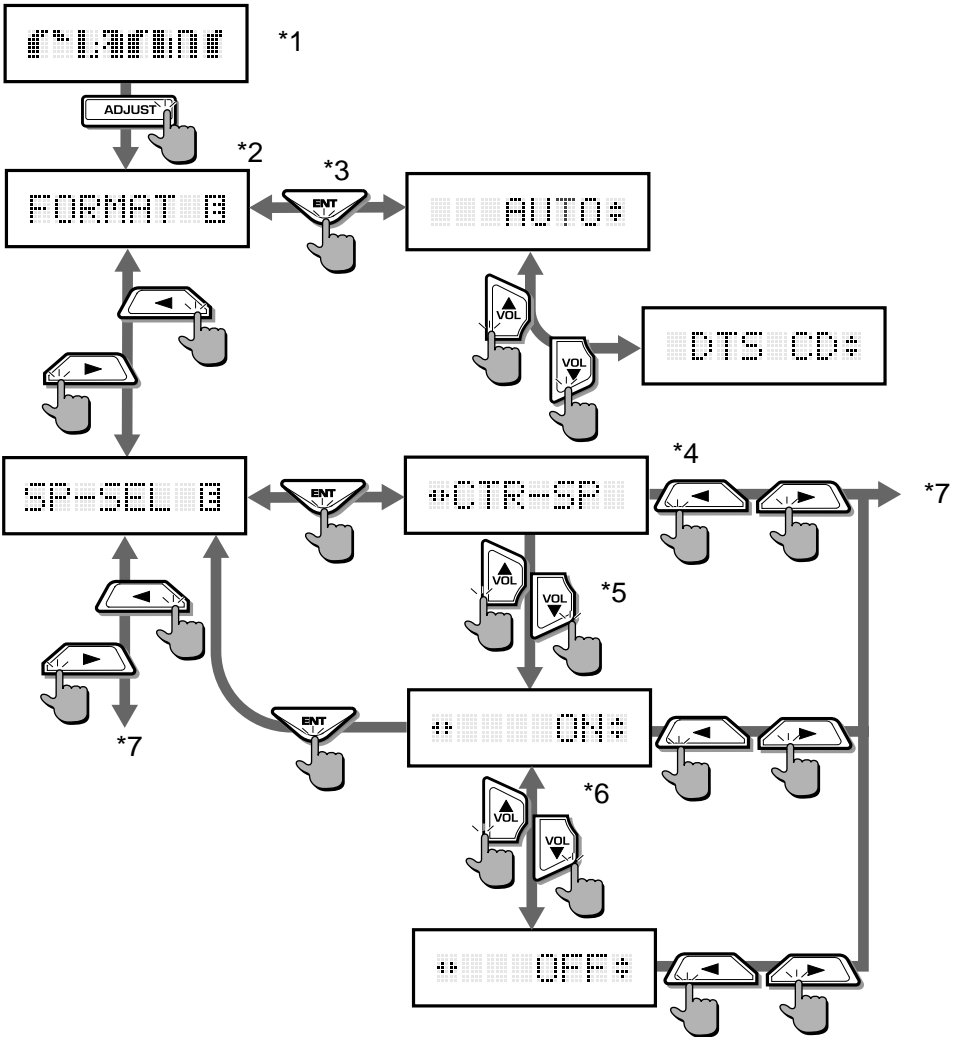 *1
ADJUST
*2
*3
FORMAT E
ENT
AUTO
VOL
VOL
DTS CD
*4
SP-SEL E
ENT
CTR-SP
*7
VOL
VOL
*5
ENT
ON
*7
VOL
*6
VOL
OFF